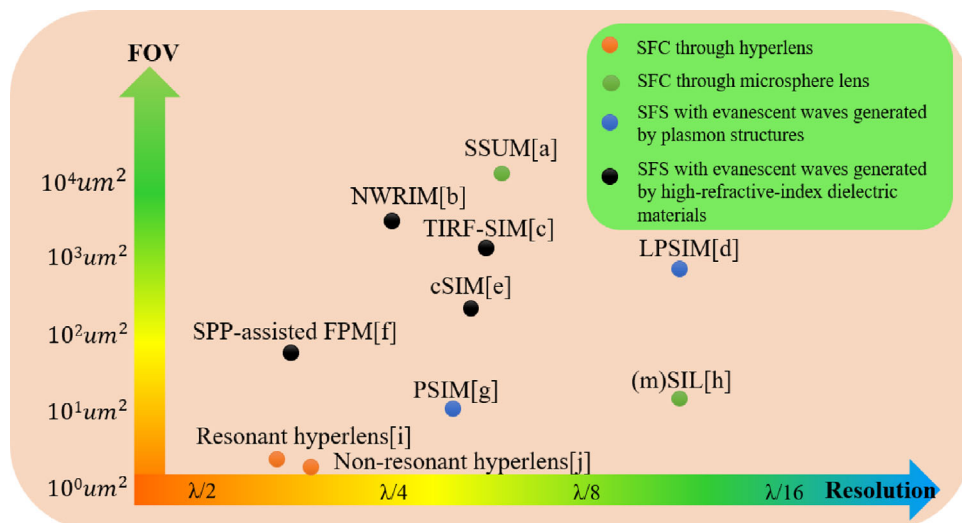 FOV
SFC through hyperlens
SFC through microsphere lens
SFS with evanescent waves generated
by plasmon structures
SFS with evanescent waves generated
by high-refractive-index dielectric
materials
SSUM[a]
10⁴um²
NWRIM[b]
TIRF-SIM[c]
LPSIM[d]
10³um²
cSIM[e]
10²um²
SPP-assisted FPM[f]
(m)SIL[h]
PSIM[g]
10¹um²
Resonant hyperlens[i]
Non-resonant hyperlens[j]
10⁰um²
λ/2 λ/4 λ/8 λ/16 Resolution